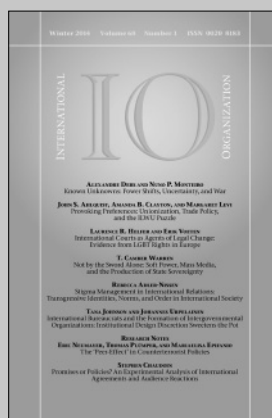 Winter 2014 Volume 68 Number 1 ISSN 0020 8183
INTERNATIONAL
IO
ORGANIZATION
ALEXANDRE DEBS AND NUNO P. MONTEIRO
Known Unknowns: Power Shifts, Uncertainty, and War
JOHN S. AHLQUIST, AMANDA B. CLAYTON, AND MARGARET LEVI
Provoking Preferences: Unionization, Trade Policy,
and the ILWU Puzzle
LAURENCE R. HELFER AND ERIK VOETEN
International Courts as Agents of Legal Change:
Evidence from LGBT Rights in Europe
T. CAMBER WARREN
Not by the Sword Alone: Soft Power, Mass Media,
and the Production of State Sovereignty
REBECCA ADLER-NISSEN
Stigma Management in International Relations:
Transgressive Identities, Norms, and Order in International Society
TANA JOHNSON AND JOHANNES URPELAINEN
International Bureaucrats and the Formation of Intergovernmental
Organizations: Institutional Design Discretion Sweetens the Pot
RESEARCH NOTES
ERIC NEUMAYER, THOMAS PLÜMPER, AND MARIAELISA EPIFANIO
The 'Peer-Effect' in Counterterrorist Policies
STEPHEN CHAUDOIN
Promises or Policies? An Experimental Analysis of International
Agreements and Audience Reactions